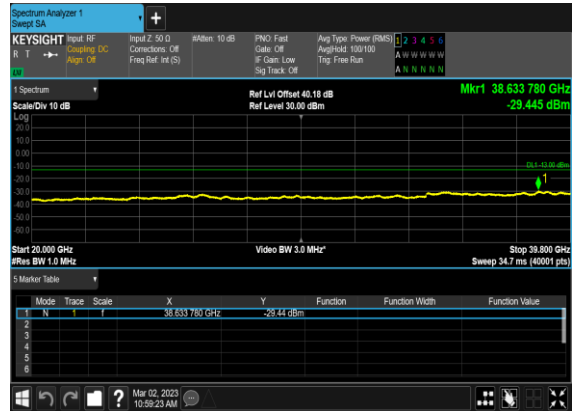 Spectrum Analyzer 1
Swept SA
+
KEYSIGHT Input: RF Input Z: 50 Ω #Atten: 10 dB PNO: Fast Avg Type: Power (RMS) 1 2 3 4 5 6
R T Coupling: DC Corrections: Off Gate: Off Avg|Hold: 100/100 A W W W W W
Align: Off Freq Ref: Int (S) IF Gain: Low Trig: Free Run
LW Sig Track: Off A N N N N N
1 Spectrum Ref Lvl Offset 40.18 dB Mkr1 38.633 780 GHz
Scale/Div 10 dB Ref Level 30.00 dBm -29.445 dBm
Log
20.0
10.0
0.00
-10.0 DL1 -13.00 dBm
-20.0 1
-30.0
-40.0
-50.0
-60.0
Start 20.000 GHz Video BW 3.0 MHz* Stop 39.800 GHz
#Res BW 1.0 MHz Sweep 34.7 ms (40001 pts)
5 Marker Table
Mode Trace Scale X Y Function Function Width Function Value
1 N 1 f 38.633 780 GHz -29.44 dBm
2
3
4
5
6
? Mar 02, 2023
10:59:23 AM